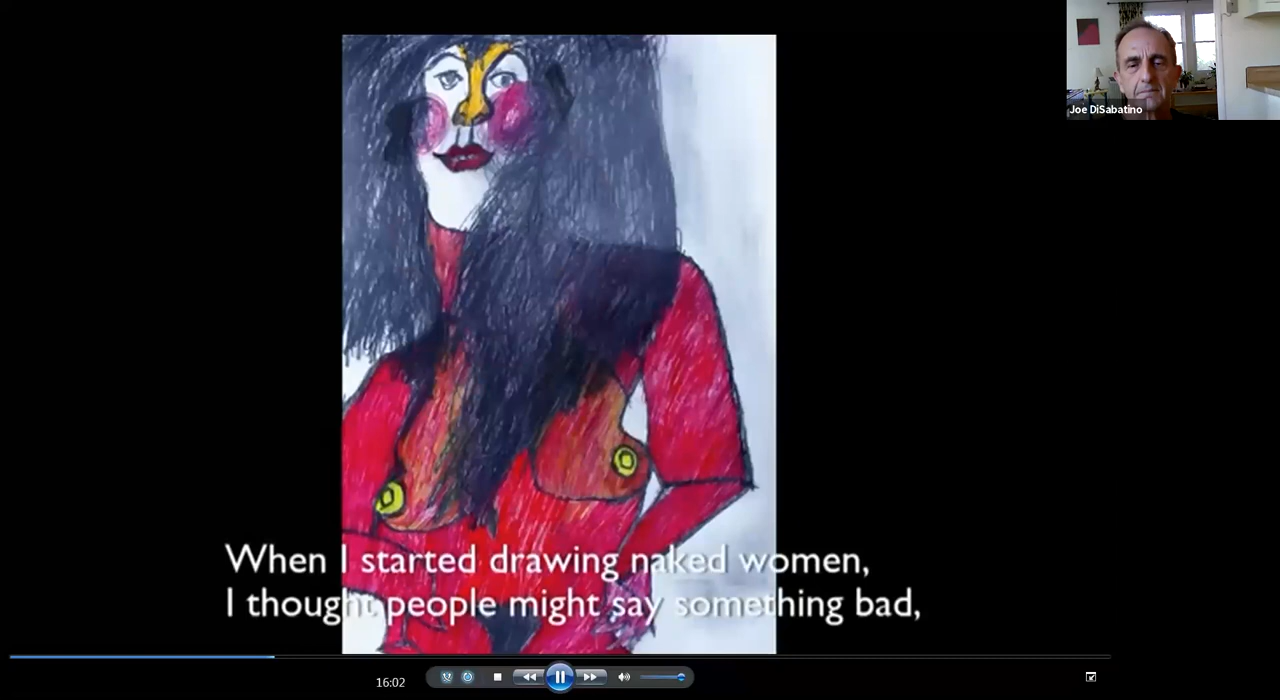 Joe DiSabatino
When I started drawing naked women,
I thought people might say something bad,
16:02